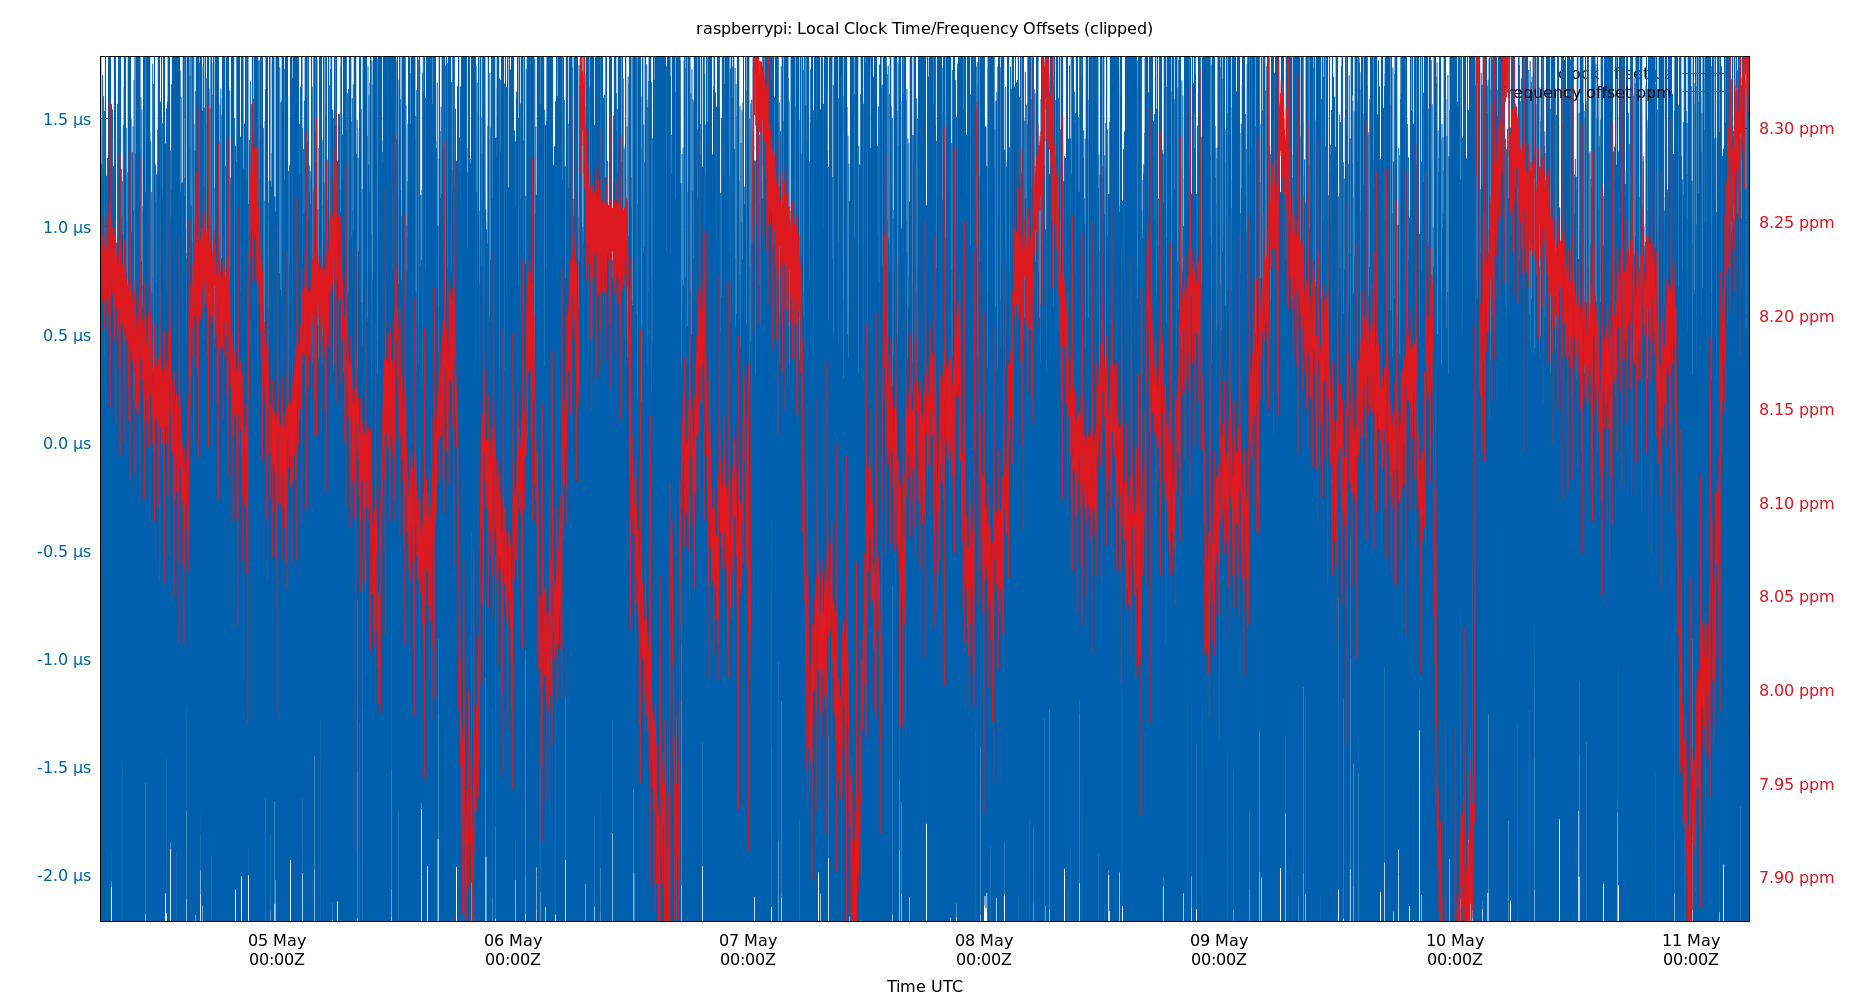 raspberrypi: Local Clock Time/Frequency Offsets (clipped)
frequency offset ppm
1.5 µs
1.0 µs
0.5 µs
0.0 µs
-0.5 µs
-1.0 µs
-1.5 µs
-2.0 µs
8.30 ppm
8.25 ppm
8.20 ppm
8.15 ppm
8.10 ppm
8.05 ppm
8.00 ppm
7.95 ppm
7.90 ppm
05 May 06 May 07 May 08 May 09 May 10 May 11 May
00:00Z 00:00Z 00:00Z 00:00Z 00:00Z 00:00Z 00:00Z
Time UTC